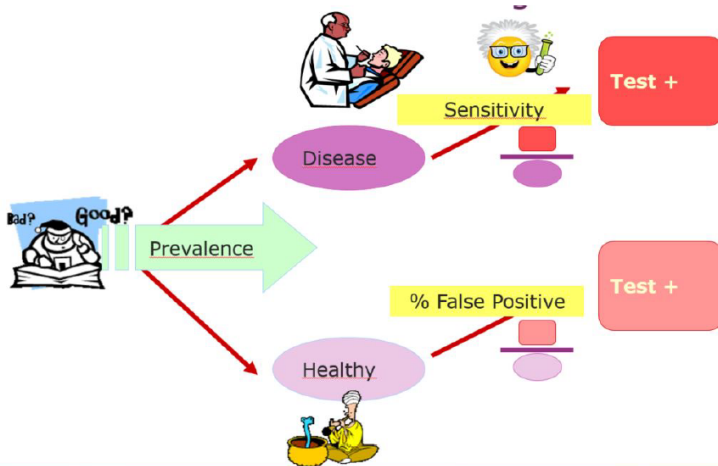 Sensitivity
Test +
Disease
Bad?
Good?
Prevalence
% False Positive
Test +
Healthy